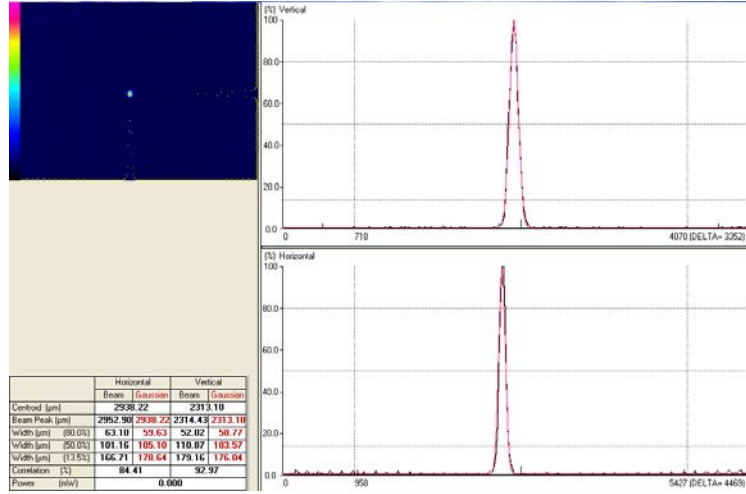 (%) Vertical
100
80.0
60.0
40.0
20.0
0
718
4070 (DELTA= 3352)
(%) Horizontal
100
80.0
60.0
40.0
20.0
0
958
5427 (DELTA= 4469)
Horizontal Vertical
Beam Gaussian Beam Gaussian
Centroid (µm) 2938.22 2313.10
Beam Peak (µm) 2952.90 2938.22 2314.43 2313.10
Width (µm) (80.0%) 63.10 59.63 52.02 58.77
Width (µm) (50.0%) 101.16 105.10 110.07 103.57
Width (µm) (13.5%) 166.71 178.64 179.16 176.04
Correlation (%) 84.41 92.97
Power (mW) 0.000